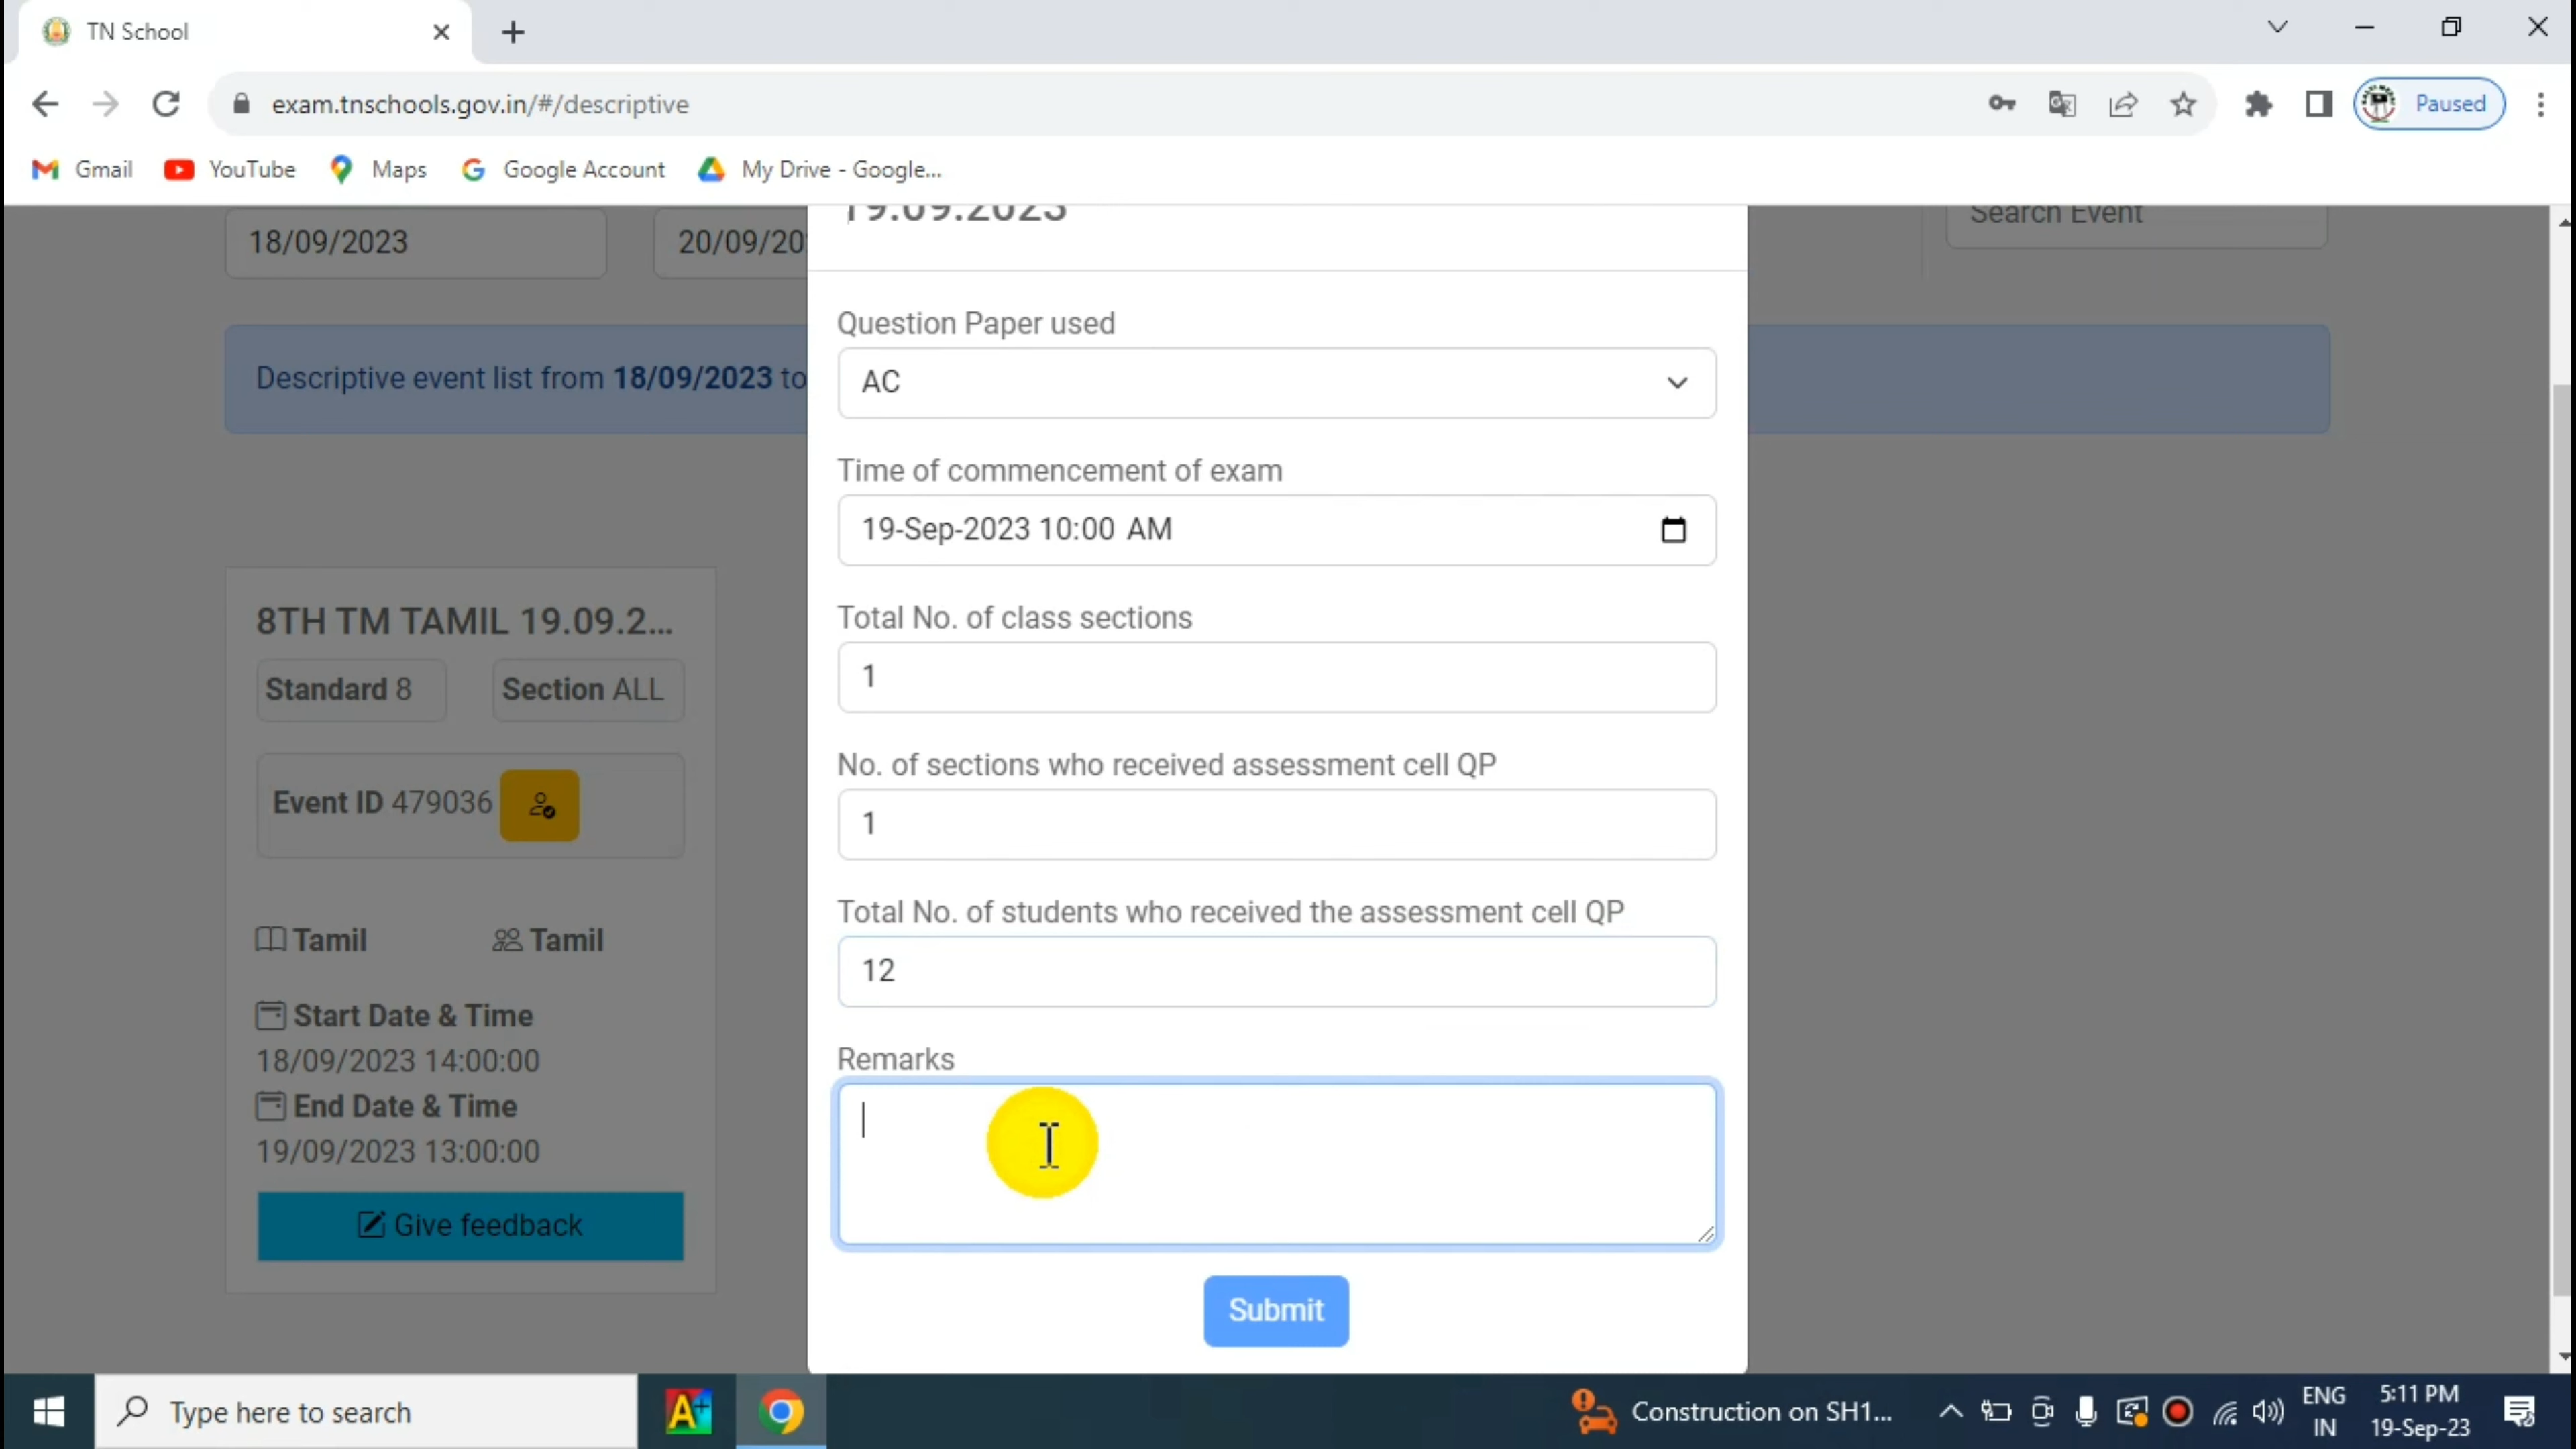 TN School
exam.tnschools.gov.in/#/descriptive
Paused
Gmail
YouTube
Maps
Google Account
My Drive - Google...
19.09.2023
Search Event
18/09/2023
20/09/20
Descriptive event list from 18/09/2023 to
Question Paper used
AC
Time of commencement of exam
19-Sep-2023 10:00 AM
Total No. of class sections
1
No. of sections who received assessment cell QP
1
Total No. of students who received the assessment cell QP
12
Remarks
Submit
8TH TM TAMIL 19.09.2...
Standard 8
Section ALL
Event ID 479036
Tamil
Tamil
Start Date & Time
18/09/2023 14:00:00
End Date & Time
19/09/2023 13:00:00
Give feedback
Type here to search
A+
Construction on SH1...
ENG
IN
5:11 PM
19-Sep-23